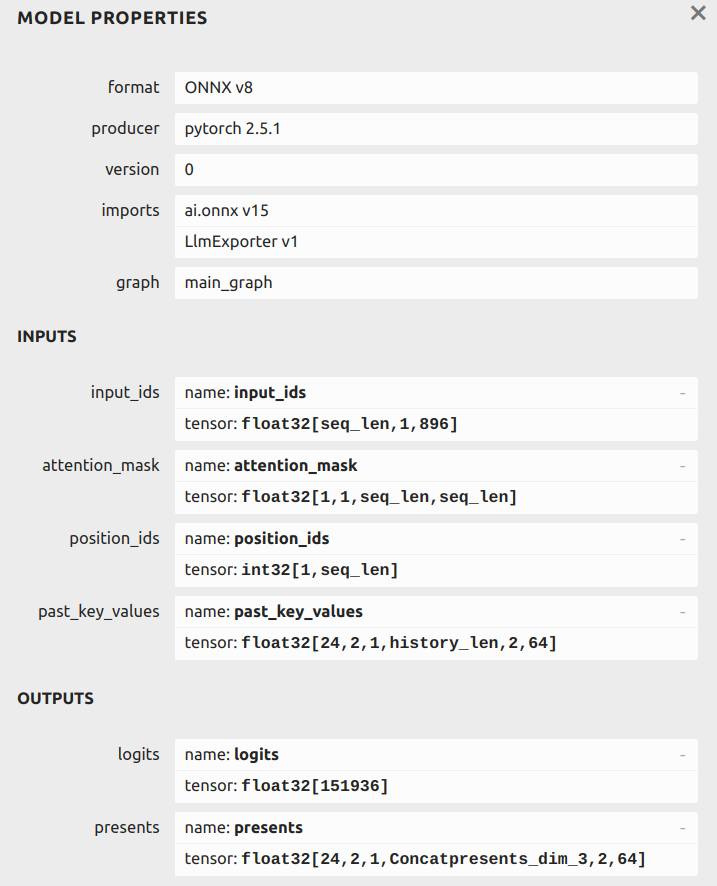 MODEL PROPERTIES
format ONNX v8
producer pytorch 2.5.1
version 0
imports ai.onnx v15
LlmExporter v1
graph main_graph
INPUTS
input_ids name: input_ids -
tensor: float32[seq_len,1,896]
attention_mask name: attention_mask -
tensor: float32[1,1,seq_len,seq_len]
position_ids name: position_ids -
tensor: int32[1,seq_len]
past_key_values name: past_key_values -
tensor: float32[24,2,1,history_len,2,64]
OUTPUTS
logits name: logits -
tensor: float32[151936]
presents name: presents -
tensor: float32[24,2,1,Concatpresents_dim_3,2,64]